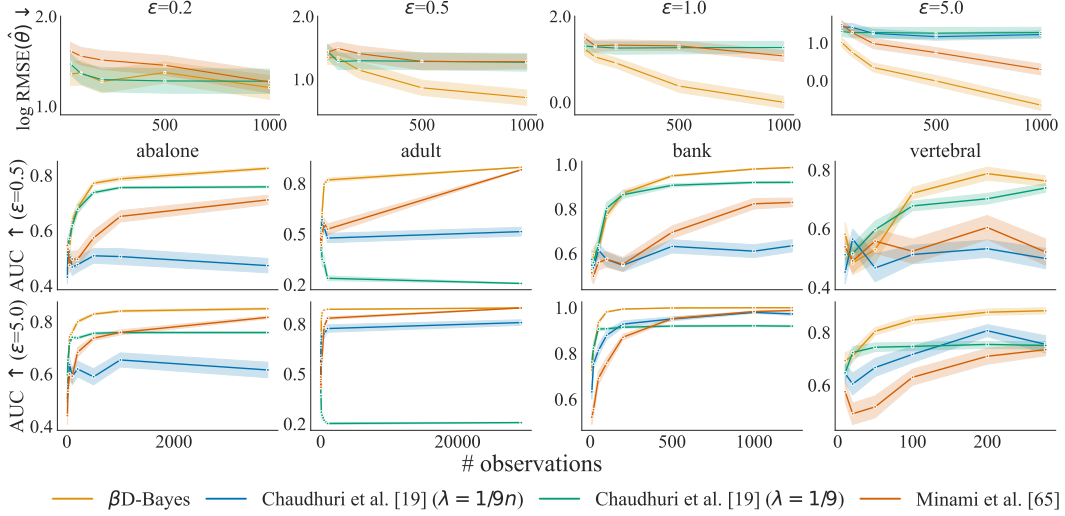 ε=0.2 ε=0.5 ε=1.0 ε=5.0
log RMSE(θ̂) ↓
2.0 1.0 500 1000
2.0 1.0 500 1000
2.0 0.0 500 1000
1.0 0.0 500 1000
abalone adult bank vertebral
AUC ↑ (ε=0.5)
0.8 0.6 0.4
0.8 0.5 0.2
1.0 0.8 0.6
0.8 0.6 0.4
AUC ↑ (ε=5.0)
0.8 0.6 0.4 0 2000
0.8 0.5 0.2 0 20000
1.0 0.8 0.6 0 500 1000
0.8 0.6 0 100 200
# observations
βD-Bayes Chaudhuri et al. [19] (λ = 1/9n) Chaudhuri et al. [19] (λ = 1/9) Minami et al. [65]